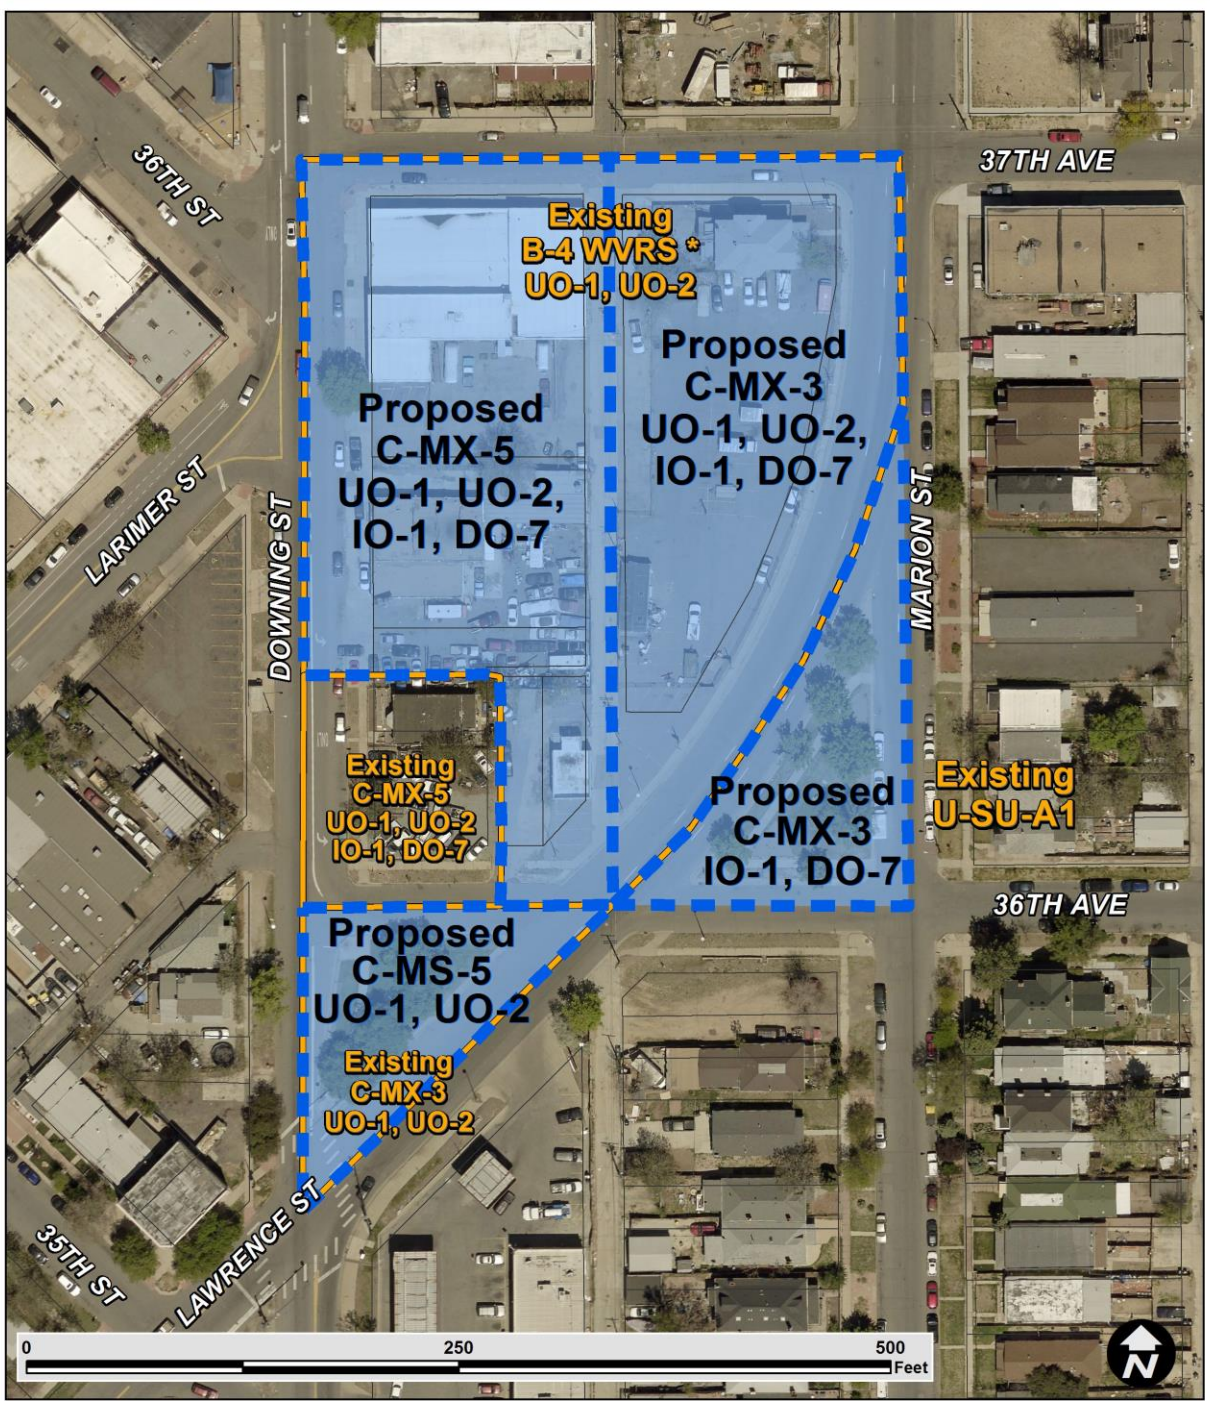 37TH AVE
36TH ST
Existing
B-4 WVRS *
UO-1, UO-2
Proposed
C-MX-3
UO-1, UO-2,
IO-1, DO-7
Proposed
C-MX-5
UO-1, UO-2,
IO-1, DO-7
LARIMER ST
DOWNING ST
MARION ST
Existing
C-MX-5
UO-1, UO-2
IO-1, DO-7
Proposed
C-MX-3
IO-1, DO-7
Existing
U-SU-A1
36TH AVE
Proposed
C-MS-5
UO-1, UO-2
Existing
C-MX-3
UO-1, UO-2
35TH ST
LAWRENCE ST
0 250 500
Feet
N